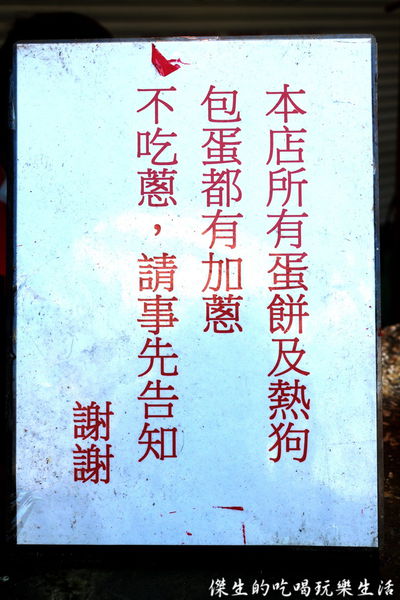 本店所有蛋餅及熱狗
包蛋都有加蔥
不吃蔥，請事先告知
謝謝
傑生的吃喝玩樂生活